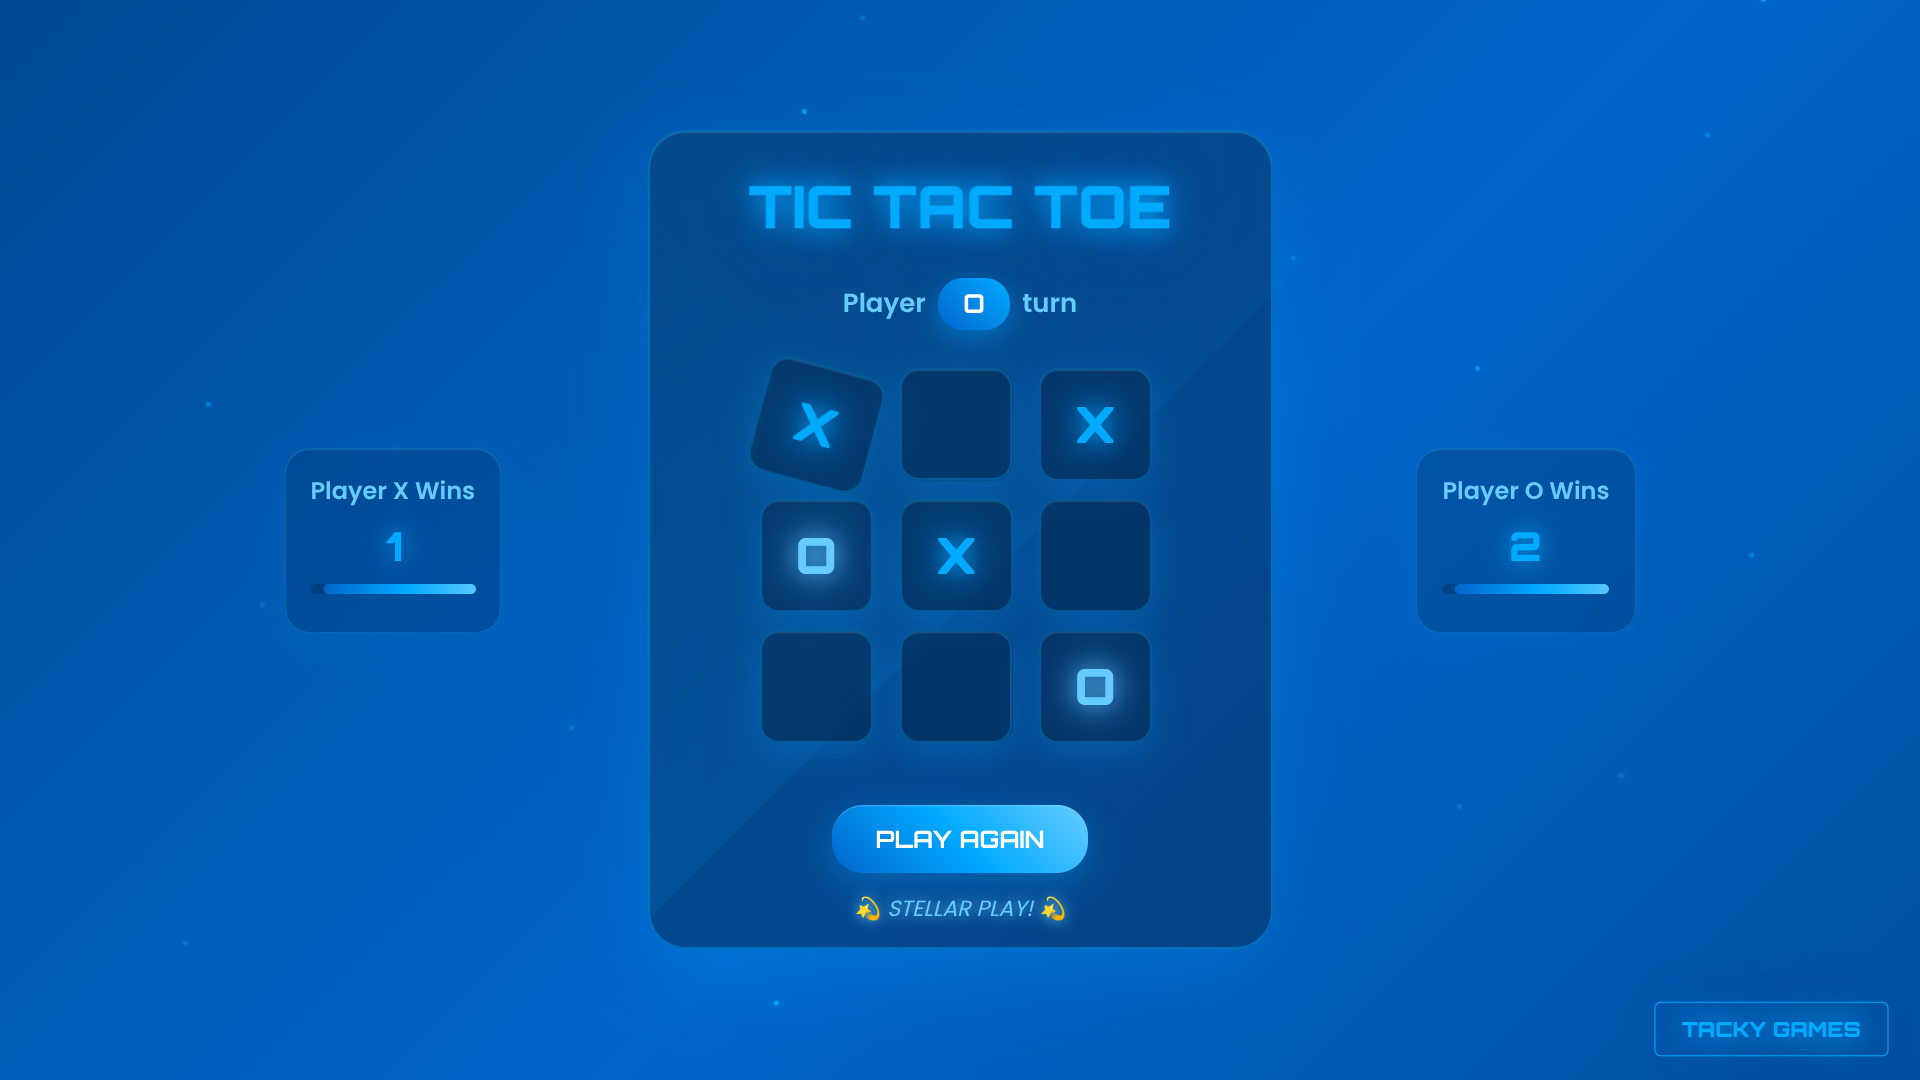 TIC TAC TOE
Player O turn
X X
O X
O
Player X Wins
1
Player O Wins
2
PLAY AGAIN
💫 STELLAR PLAY! 💫
TACKY GAMES